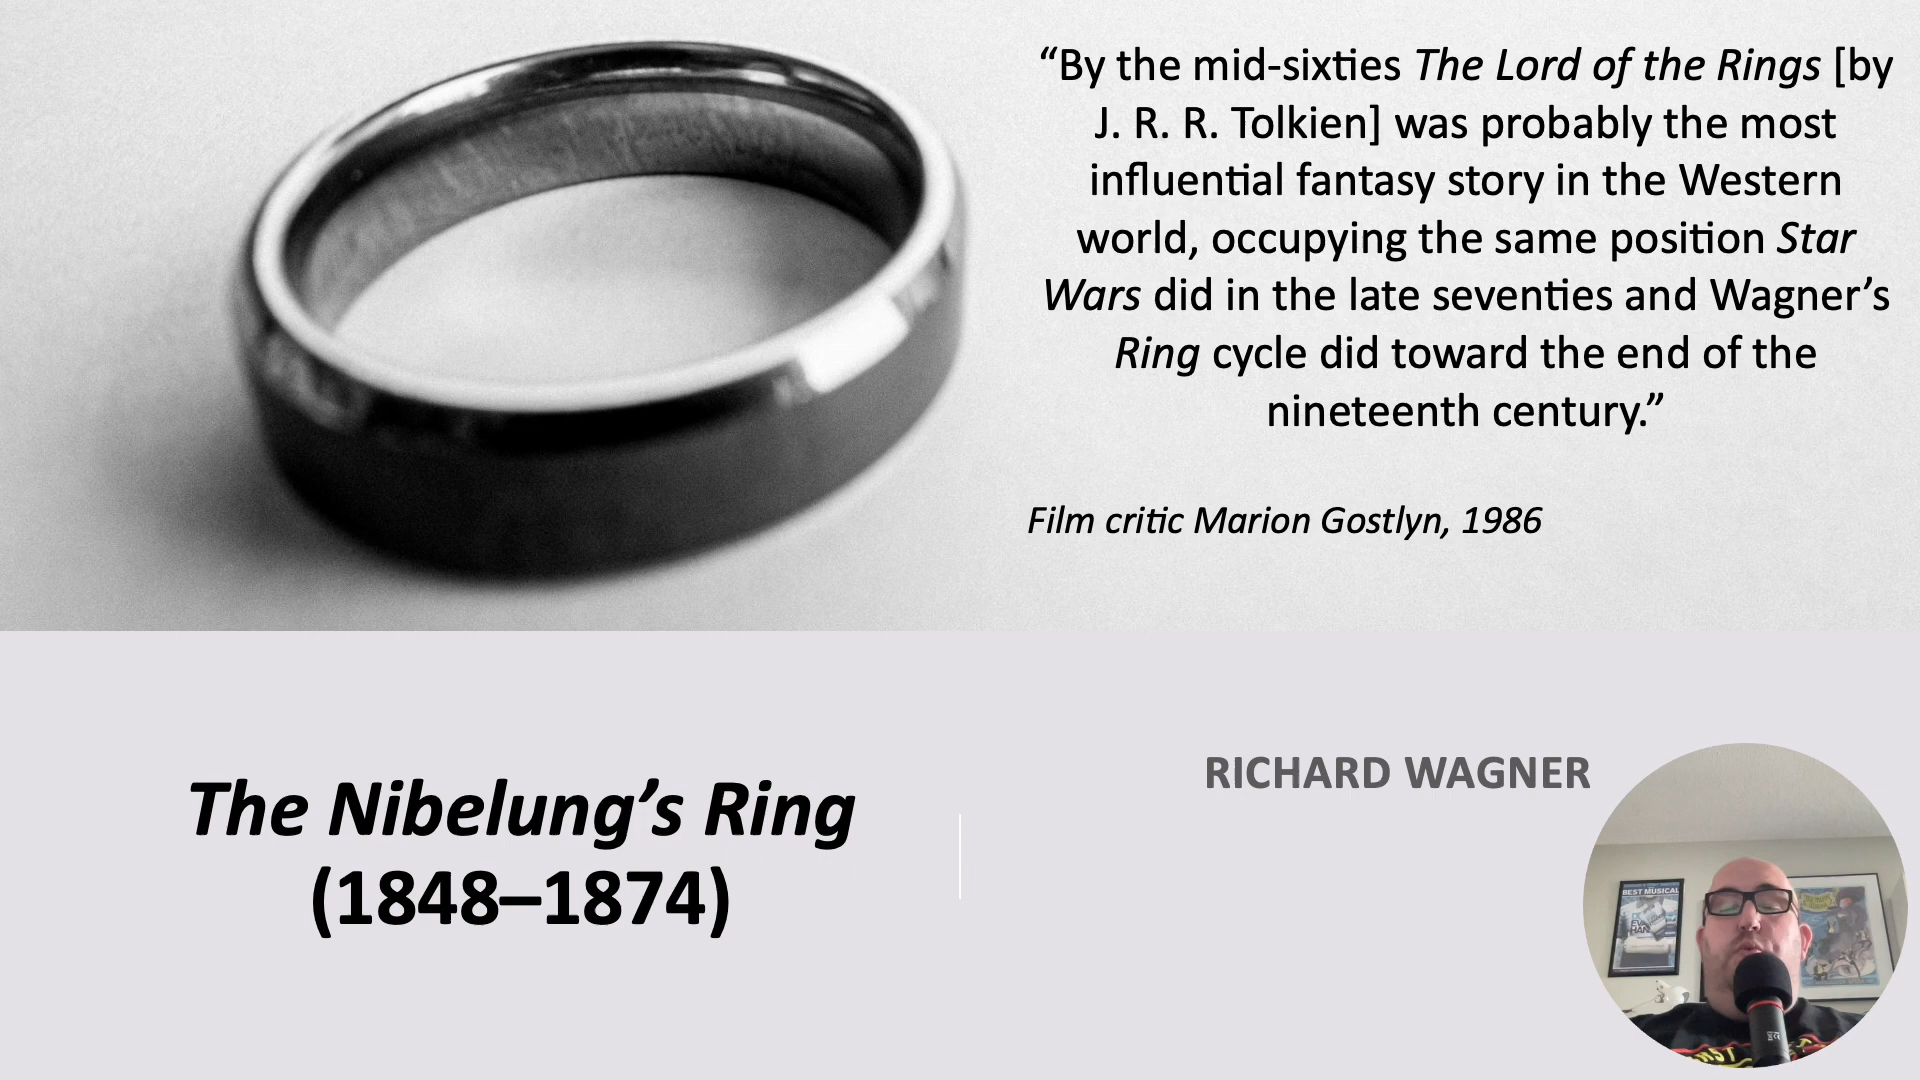 “By the mid-sixties The Lord of the Rings [by
J. R. R. Tolkien] was probably the most
influential fantasy story in the Western
world, occupying the same position Star
Wars did in the late seventies and Wagner’s
Ring cycle did toward the end of the
nineteenth century.”
Film critic Marion Gostlyn, 1986
The Nibelung’s Ring
(1848–1874)
RICHARD WAGNER
BEST MUSICAL